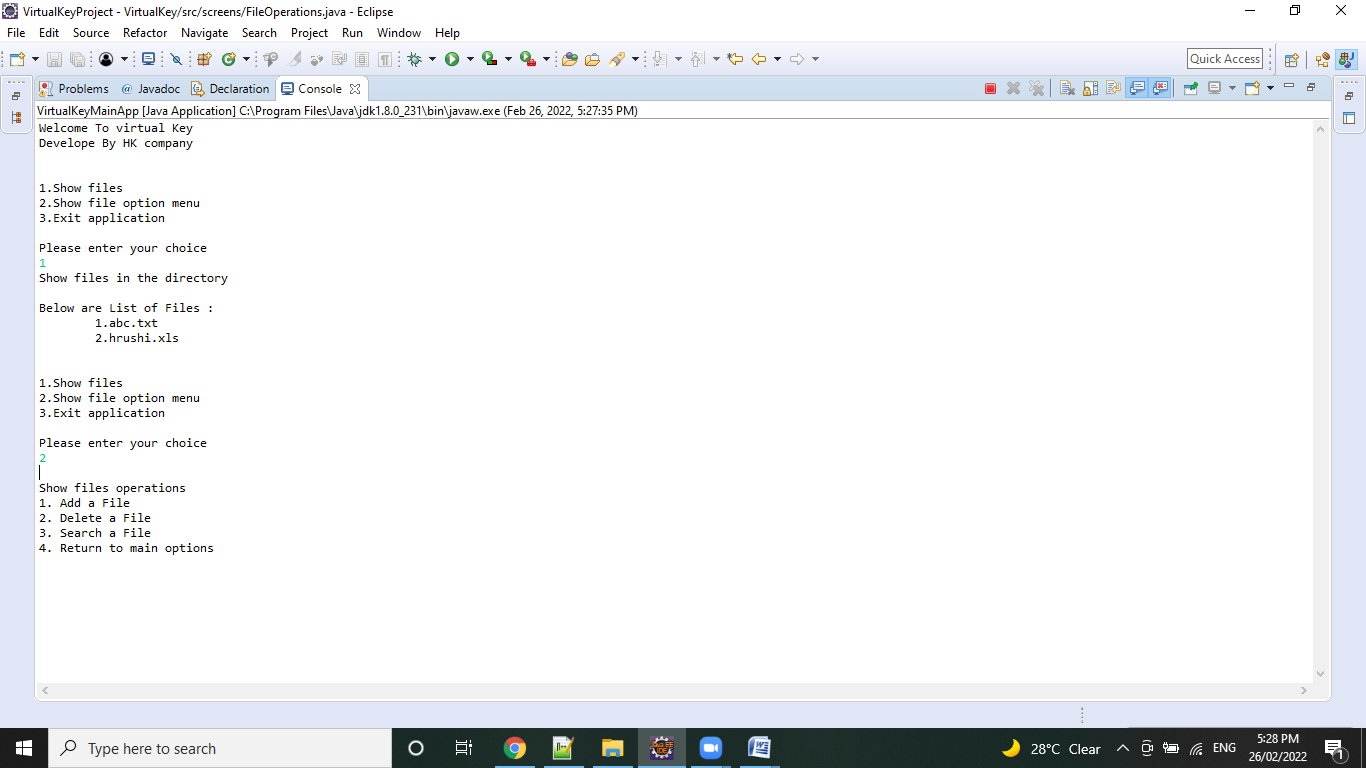 VirtualKeyProject - VirtualKey/src/screens/FileOperations.java - Eclipse
File Edit Source Refactor Navigate Search Project Run Window Help
Quick Access
Problems @ Javadoc Declaration Console
VirtualKeyMainApp [Java Application] C:\Program Files\Java\jdk1.8.0_231\bin\javaw.exe (Feb 26, 2022, 5:27:35 PM)
Welcome To virtual Key
Develope By HK company
1.Show files
2.Show file option menu
3.Exit application
Please enter your choice
1
Show files in the directory
Below are List of Files :
1.abc.txt
2.hrushi.xls
1.Show files
2.Show file option menu
3.Exit application
Please enter your choice
2
Show files operations
1. Add a File
2. Delete a File
3. Search a File
4. Return to main options
Type here to search
28°C Clear
ENG
5:28 PM
26/02/2022
1